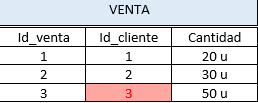 VENTA
Id_venta Id_cliente Cantidad
1 1 20 u
2 2 30 u
3 3 50 u